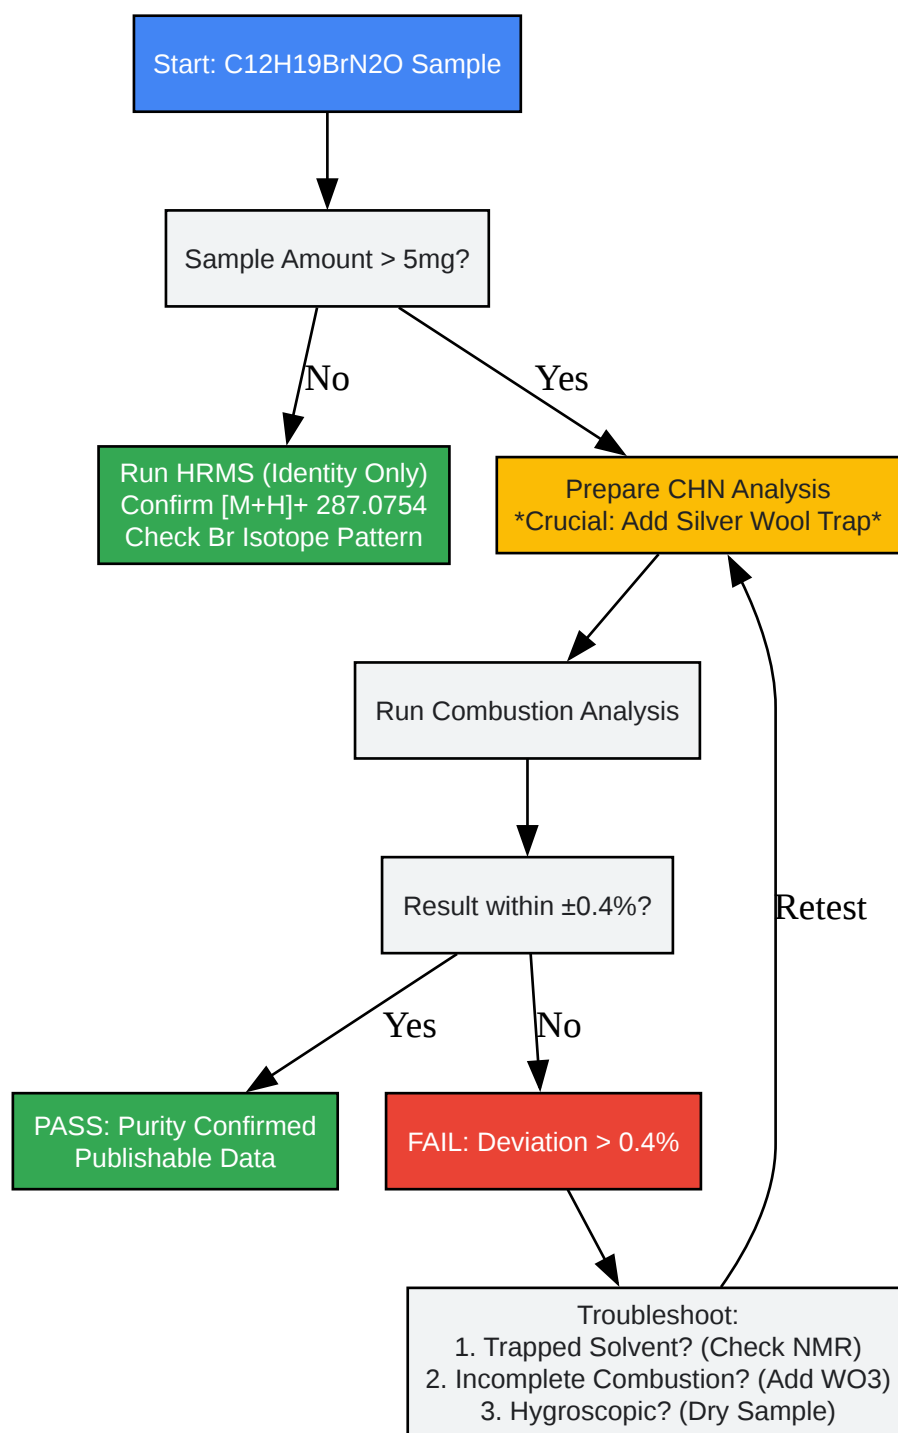 Start: C12H19BrN2O Sample
Sample Amount > 5mg?
No
Yes
Run HRMS (Identity Only)
Confirm [M+H]+ 287.0754
Check Br Isotope Pattern
Prepare CHN Analysis
*Crucial: Add Silver Wool Trap*
Run Combustion Analysis
Result within ±0.4%?
Retest
Yes
No
PASS: Purity Confirmed
Publishable Data
FAIL: Deviation > 0.4%
Troubleshoot:
1. Trapped Solvent? (Check NMR)
2. Incomplete Combustion? (Add WO3)
3. Hygroscopic? (Dry Sample)